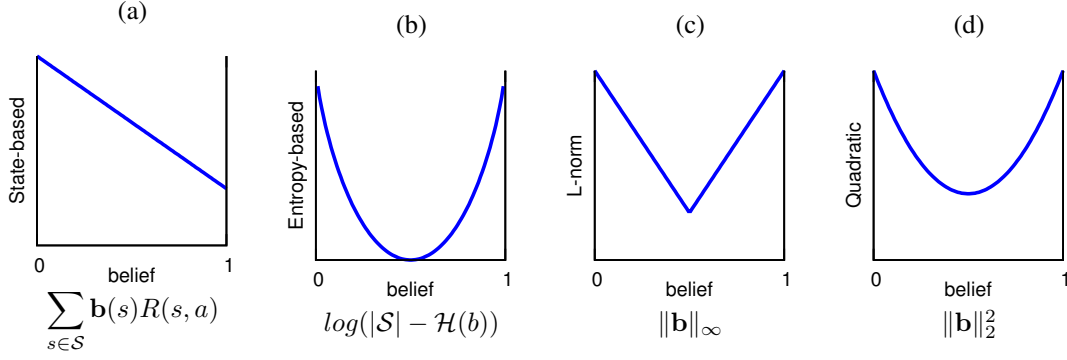 (a)
State-based
0 1
belief
∑_{s∈𝒮} 𝐛(s)R(s, a)
(b)
Entropy-based
0 1
belief
log(|𝒮| − ℋ(b))
(c)
L-norm
0 1
belief
‖𝐛‖_∞
(d)
Quadratic
0 1
belief
‖𝐛‖_2^2